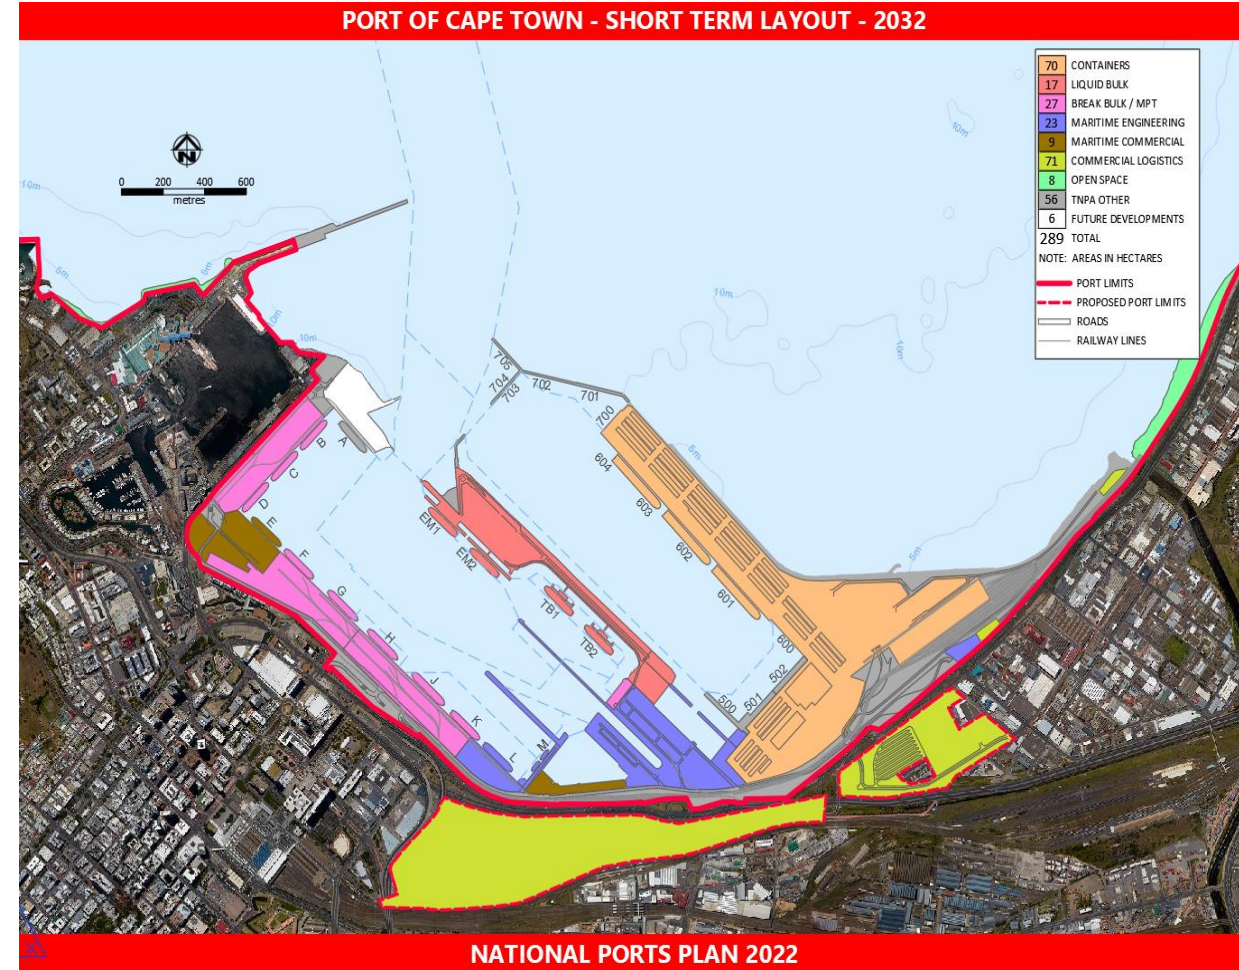 PORT OF CAPE TOWN - SHORT TERM LAYOUT - 2032
70 CONTAINERS
17 LIQUID BULK
27 BREAK BULK / MPT
23 MARITIME ENGINEERING
9 MARITIME COMMERCIAL
71 COMMERCIAL LOGISTICS
8 OPEN SPACE
56 TNPA OTHER
6 FUTURE DEVELOPMENTS
289 TOTAL
NOTE: AREAS IN HECTARES
PORT LIMITS
PROPOSED PORT LIMITS
ROADS
RAILWAY LINES
N
0 200 400 600
metres
10m
5m
5m
10m
10m
10m
10m
10m
5m
5m
705
704
703
702
701
700
604
603
602
601
600
502
501
500
A
B
C
D
E
F
G
H
J
K
L
M
EM1
EM2
TB1
TB2
NATIONAL PORTS PLAN 2022